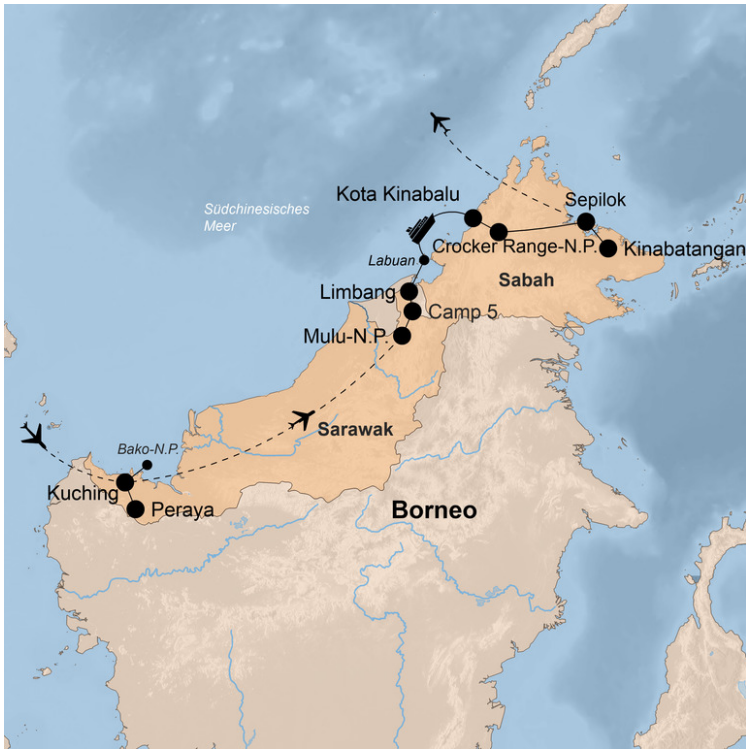 Kota Kinabalu
Sepilok
Südchinesisches
Meer
Crocker Range-N.P.
Kinabatangan
Labuan
Sabah
Limbang
Camp 5
Mulu-N.P.
Sarawak
Bako-N.P.
Kuching
Peraya
Borneo